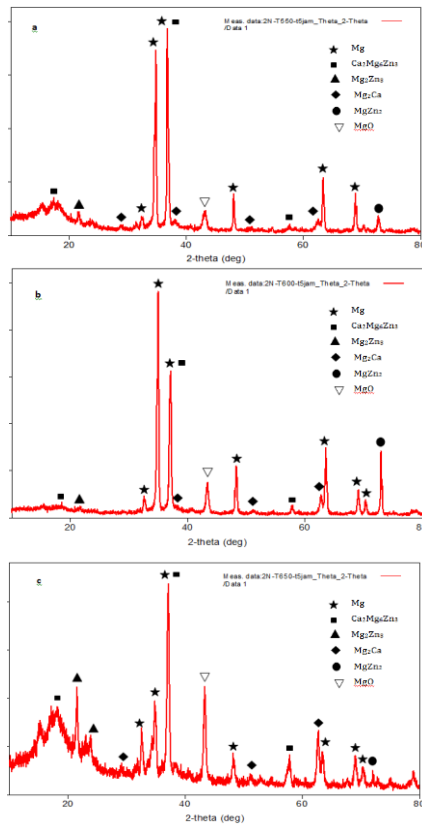 a
Meas. data:2N-T550-t5jam_Theta_2-Theta
/Data 1
Mg
Ca₂Mg₆Zn₃
Mg₂Zn₃
Mg₂Ca
MgZn₂
MgO
20 40 60 80
2-theta (deg)
b
Meas. data:2N-T600-t5jam_Theta_2-Theta
/Data 1
Mg
Ca₂Mg₆Zn₃
Mg₂Zn₃
Mg₂Ca
MgZn₂
MgO
20 40 60 80
2-theta (deg)
c
Meas. data:2N-T650-t5jam_Theta_2-Theta
/Data 1
Mg
Ca₂Mg₆Zn₃
Mg₂Zn₃
Mg₂Ca
MgZn₂
MgO
20 40 60 80
2-theta (deg)